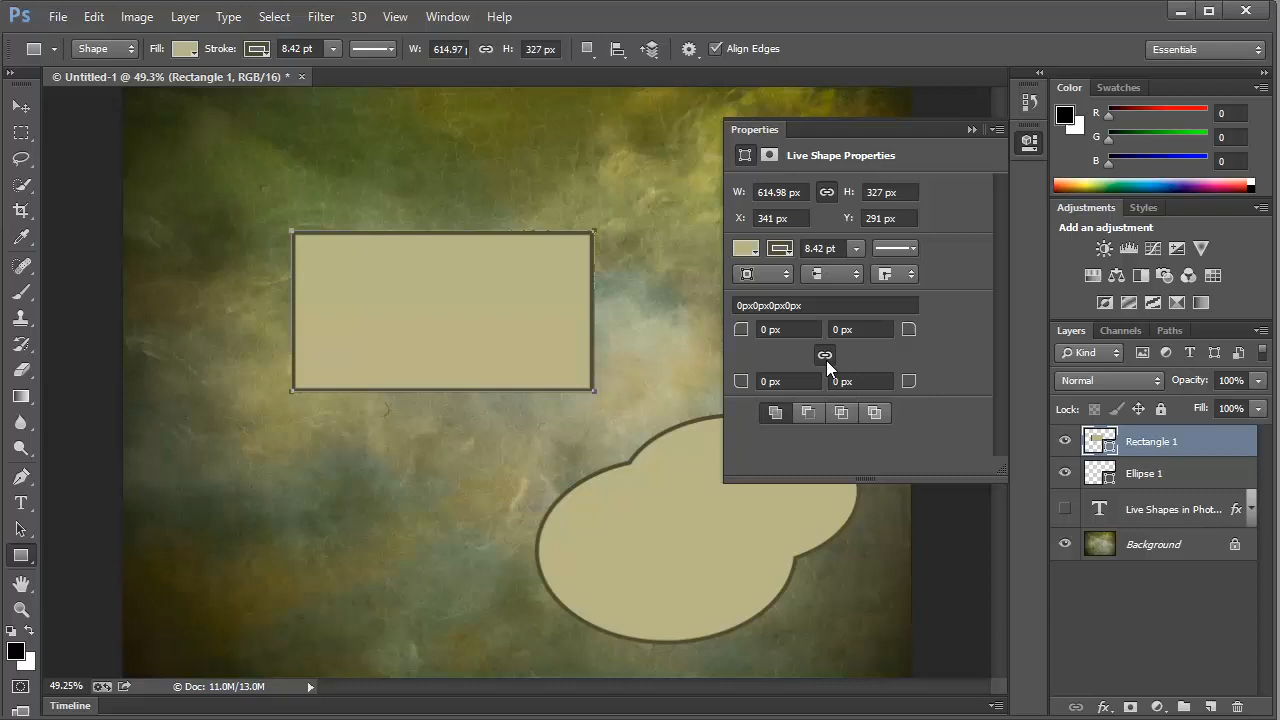 Ps File Edit Image Layer Type Select Filter 3D View Window Help
Shape Fill: Stroke: 8.42 pt W: 614.97 H: 327 px Align Edges Essentials
© Untitled-1 @ 49.3% (Rectangle 1, RGB/16) * ×
Color Swatches
R 0
G 0
B 0
Adjustments Styles
Add an adjustment
Properties
Live Shape Properties
W: 614.98 px H: 327 px
X: 341 px Y: 291 px
8.42 pt
0px0px0px0px
0 px 0 px
0 px 0 px
Layers Channels Paths
Kind T
Normal Opacity: 100%
Lock: Fill: 100%
Rectangle 1
Ellipse 1
T Live Shapes in Phot... fx
Background
fx
T
49.25% © Doc: 11.0M/13.0M
Timeline